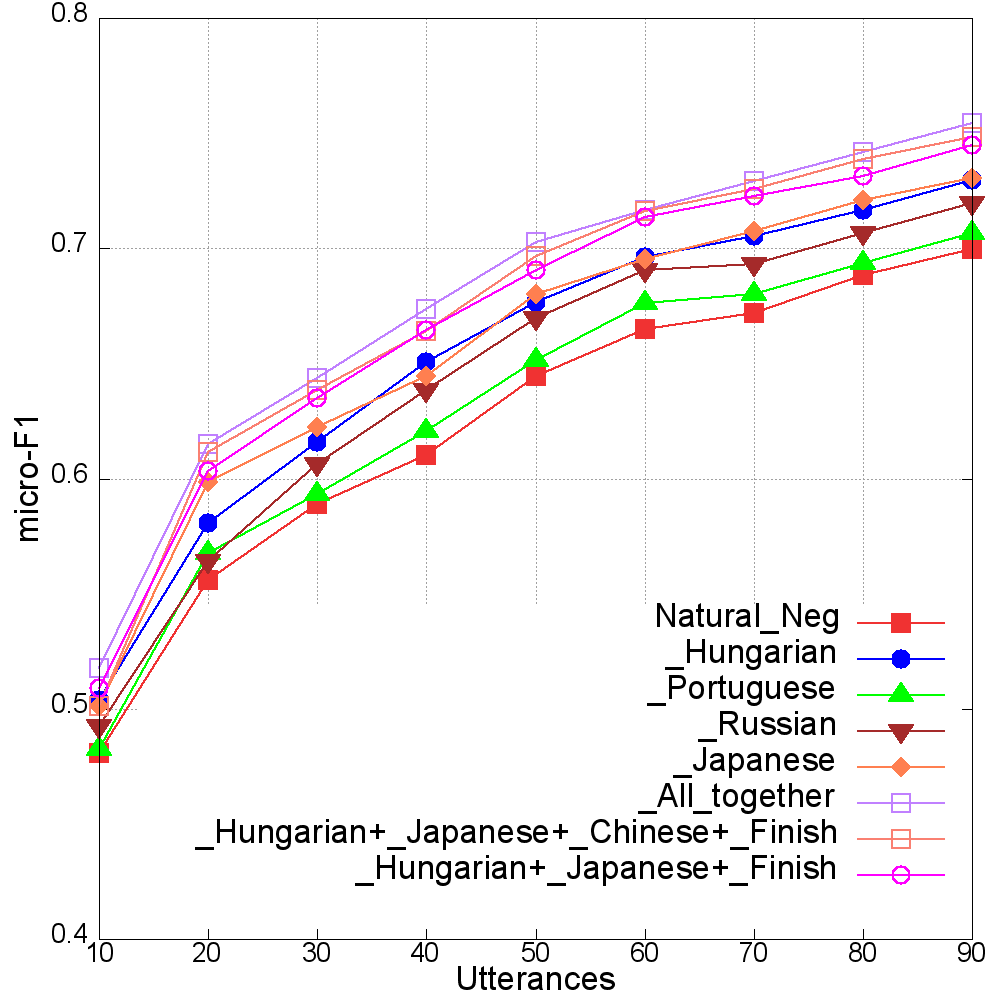 0.8
0.7
0.6
0.5
0.4
micro-F1
Natural_Neg
_Hungarian
_Portuguese
_Russian
_Japanese
_All_together
_Hungarian+_Japanese+_Chinese+_Finish
_Hungarian+_Japanese+_Finish
10 20 30 40 50 60 70 80 90
Utterances